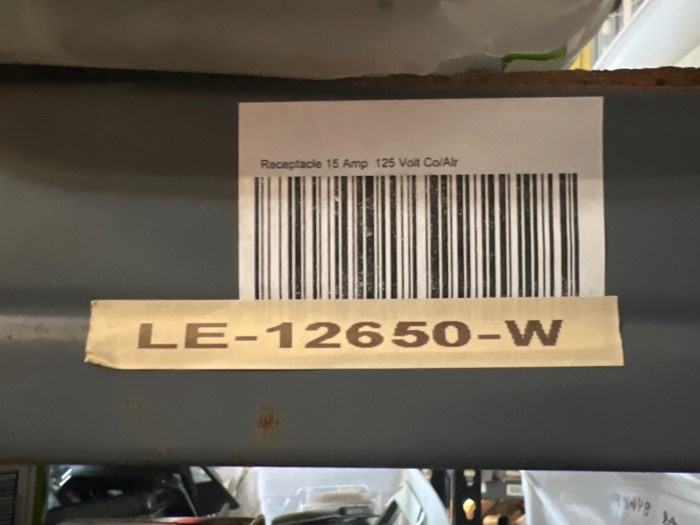 Receptacle 15 Amp 125 Volt Co/Alr
LE-12650-W